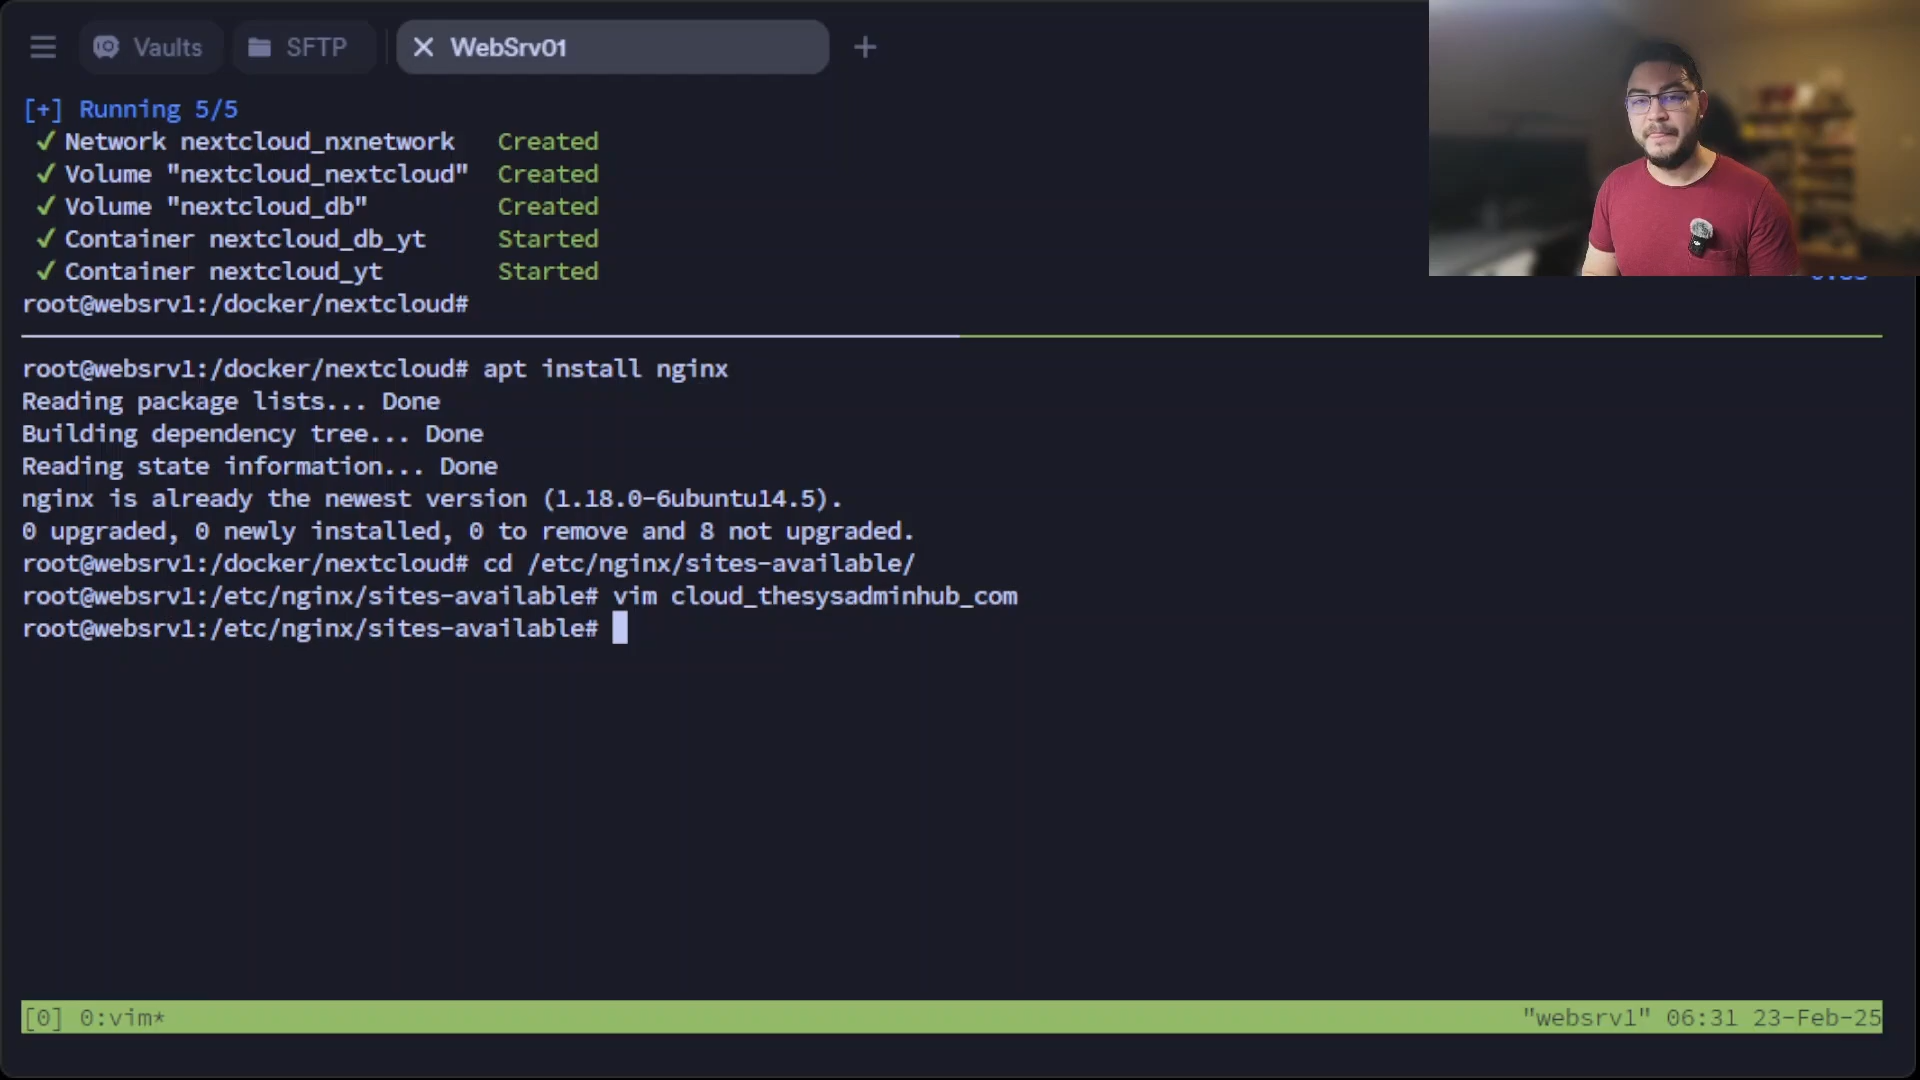 Vaults SFTP WebSrv01
[+] Running 5/5
✓ Network nextcloud_nxnetwork Created
✓ Volume "nextcloud_nextcloud" Created
✓ Volume "nextcloud_db" Created
✓ Container nextcloud_db_yt Started
✓ Container nextcloud_yt Started
root@websrv1:/docker/nextcloud#
root@websrv1:/docker/nextcloud# apt install nginx
Reading package lists... Done
Building dependency tree... Done
Reading state information... Done
nginx is already the newest version (1.18.0-6ubuntu14.5).
0 upgraded, 0 newly installed, 0 to remove and 8 not upgraded.
root@websrv1:/docker/nextcloud# cd /etc/nginx/sites-available/
root@websrv1:/etc/nginx/sites-available# vim cloud_thesysadminhub_com
root@websrv1:/etc/nginx/sites-available#
[0] 0:vim* "websrv1" 06:31 23-Feb-25